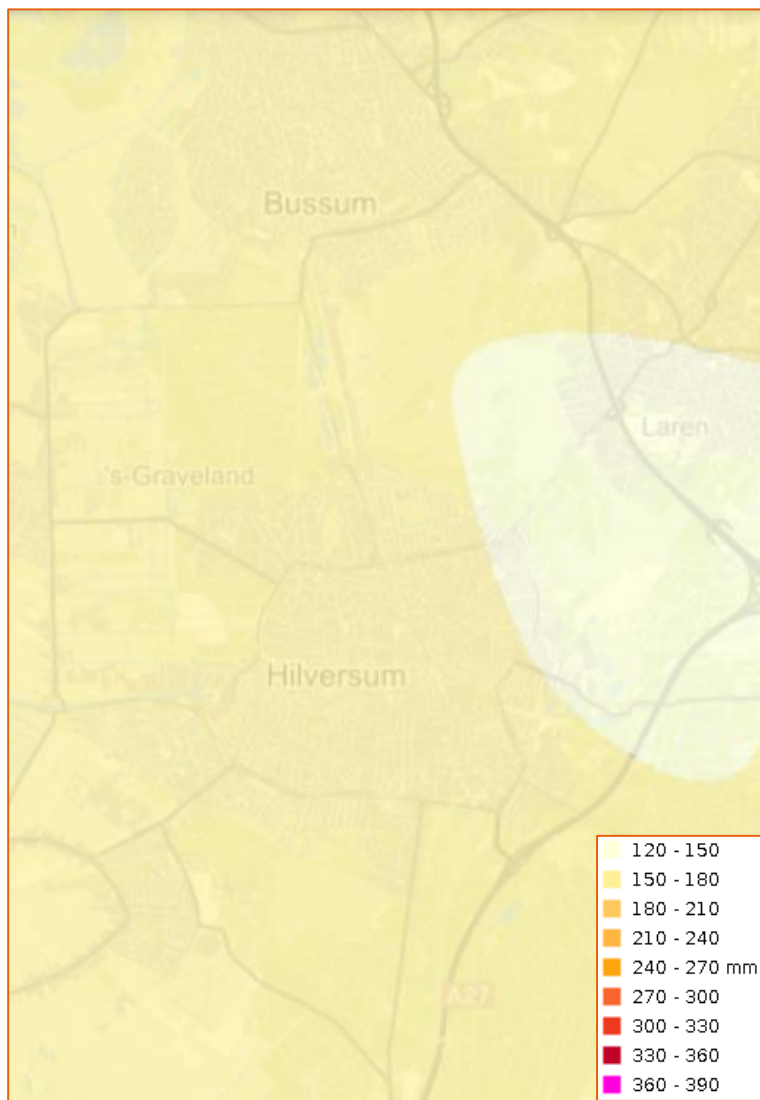 Bussum
Laren
's-Graveland
Hilversum
A27
120 - 150
150 - 180
180 - 210
210 - 240
240 - 270 mm
270 - 300
300 - 330
330 - 360
360 - 390